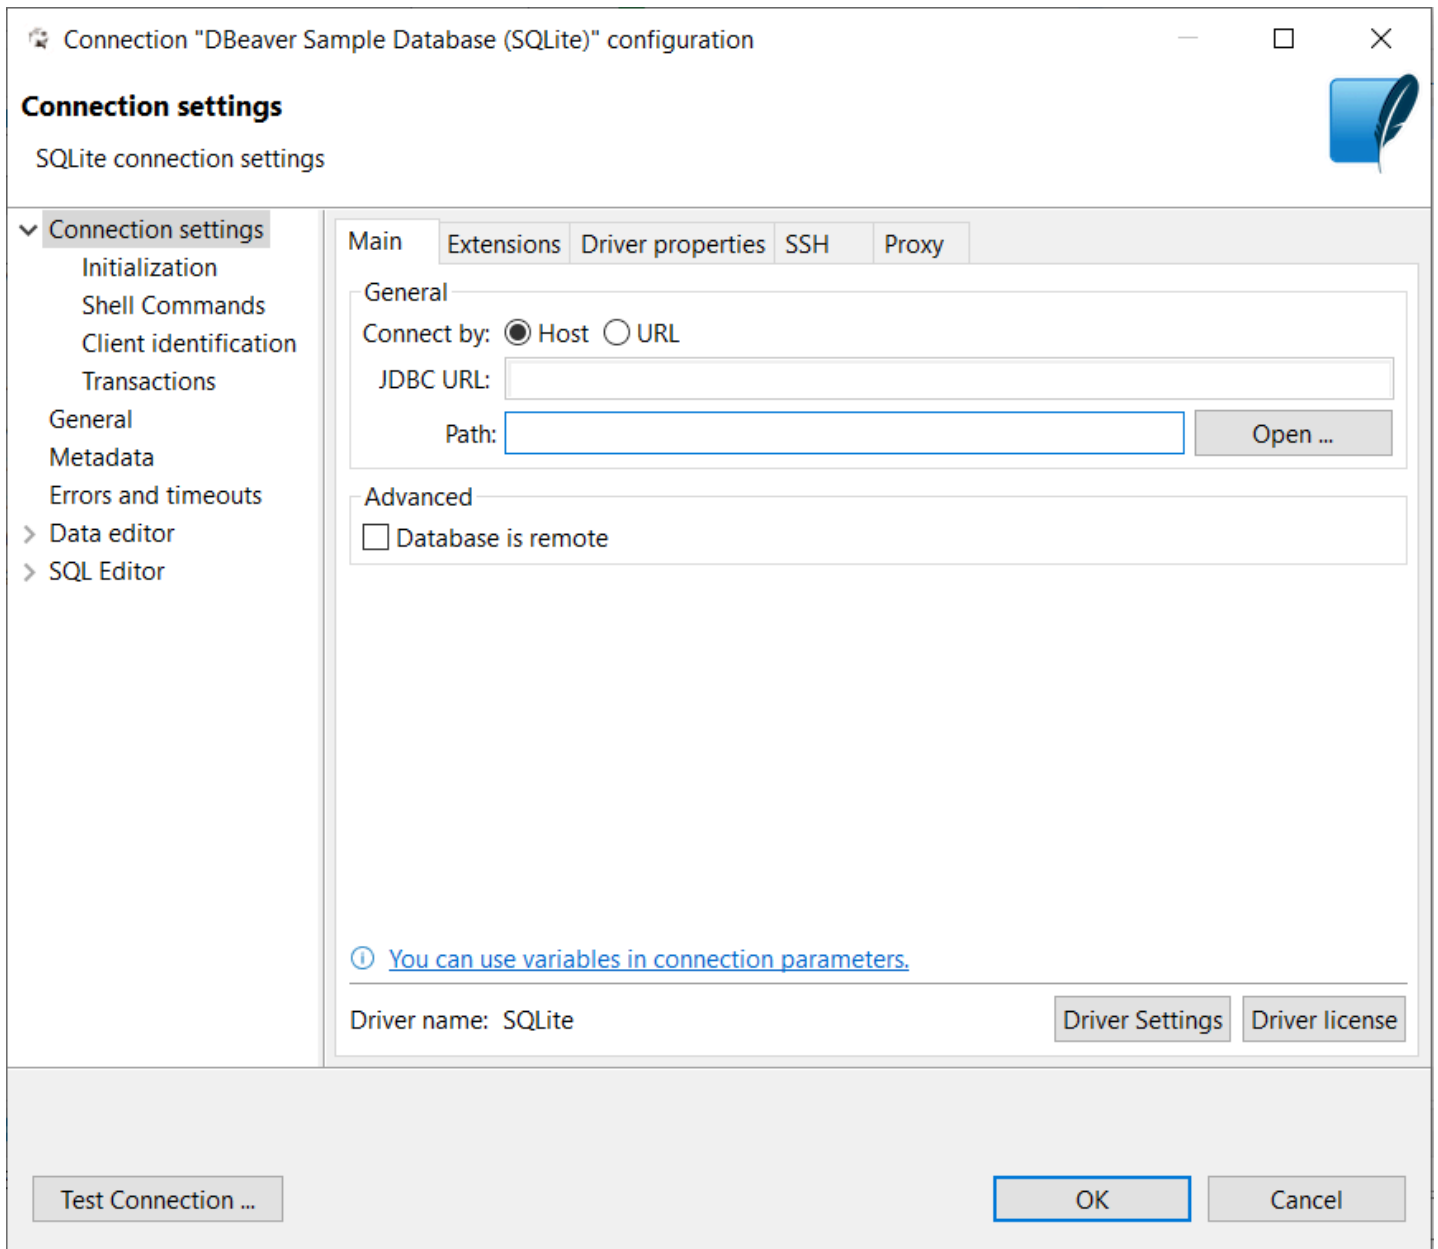 Connection "DBeaver Sample Database (SQLite)" configuration
Connection settings
SQLite connection settings
Connection settings
Initialization
Shell Commands
Client identification
Transactions
General
Metadata
Errors and timeouts
Data editor
SQL Editor
Main Extensions Driver properties SSH Proxy
General
Connect by: Host URL
JDBC URL:
Path: Open ...
Advanced
Database is remote
You can use variables in connection parameters.
Driver name: SQLite Driver Settings Driver license
Test Connection ... OK Cancel